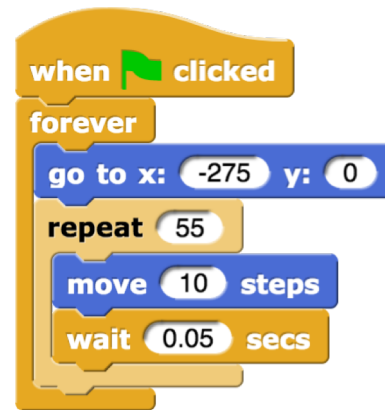 when clicked
forever
go to x: -275 y: 0
repeat 55
move 10 steps
wait 0.05 secs